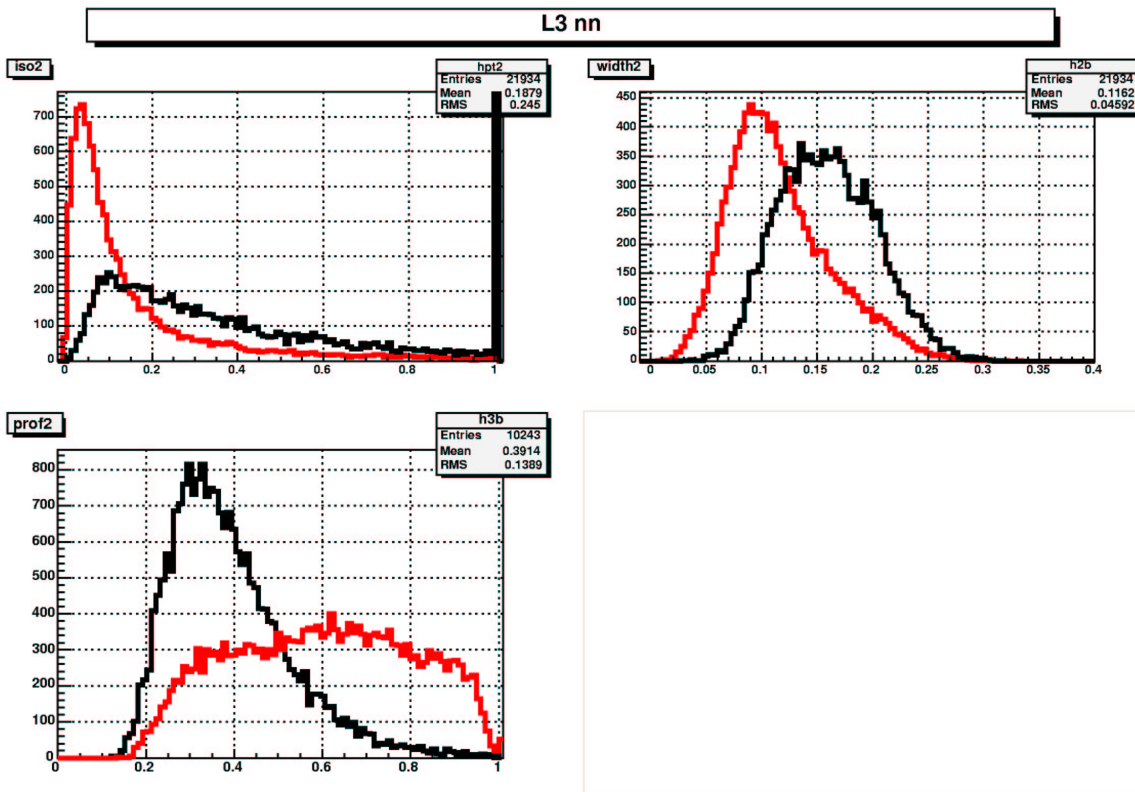 L3 nn
iso2
hpt2
Entries 21934
Mean 0.1879
RMS 0.245
700
600
500
400
300
200
100
0
0 0.2 0.4 0.6 0.8 1
width2
h2b
Entries 21934
Mean 0.1162
RMS 0.04592
450
400
350
300
250
200
150
100
50
0
0 0.05 0.1 0.15 0.2 0.25 0.3 0.35 0.4
prof2
h3b
Entries 10243
Mean 0.3914
RMS 0.1389
800
700
600
500
400
300
200
100
0
0 0.2 0.4 0.6 0.8 1